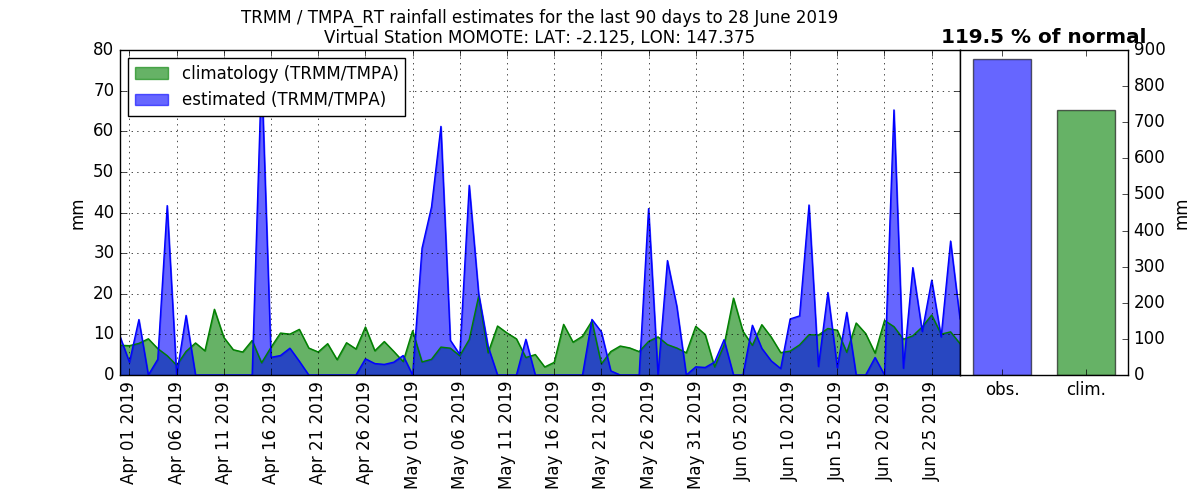 TRMM / TMPA_RT rainfall estimates for the last 90 days to 28 June 2019
Virtual Station MOMOTE: LAT: -2.125, LON: 147.375
119.5 % of normal
climatology (TRMM/TMPA)
estimated (TRMM/TMPA)
mm
80
70
60
50
40
30
20
10
0
Apr 01 2019
Apr 06 2019
Apr 11 2019
Apr 16 2019
Apr 21 2019
Apr 26 2019
May 01 2019
May 06 2019
May 11 2019
May 16 2019
May 21 2019
May 26 2019
May 31 2019
Jun 05 2019
Jun 10 2019
Jun 15 2019
Jun 20 2019
Jun 25 2019
obs.
clim.
900
800
700
600
500
400
300
200
100
0
mm